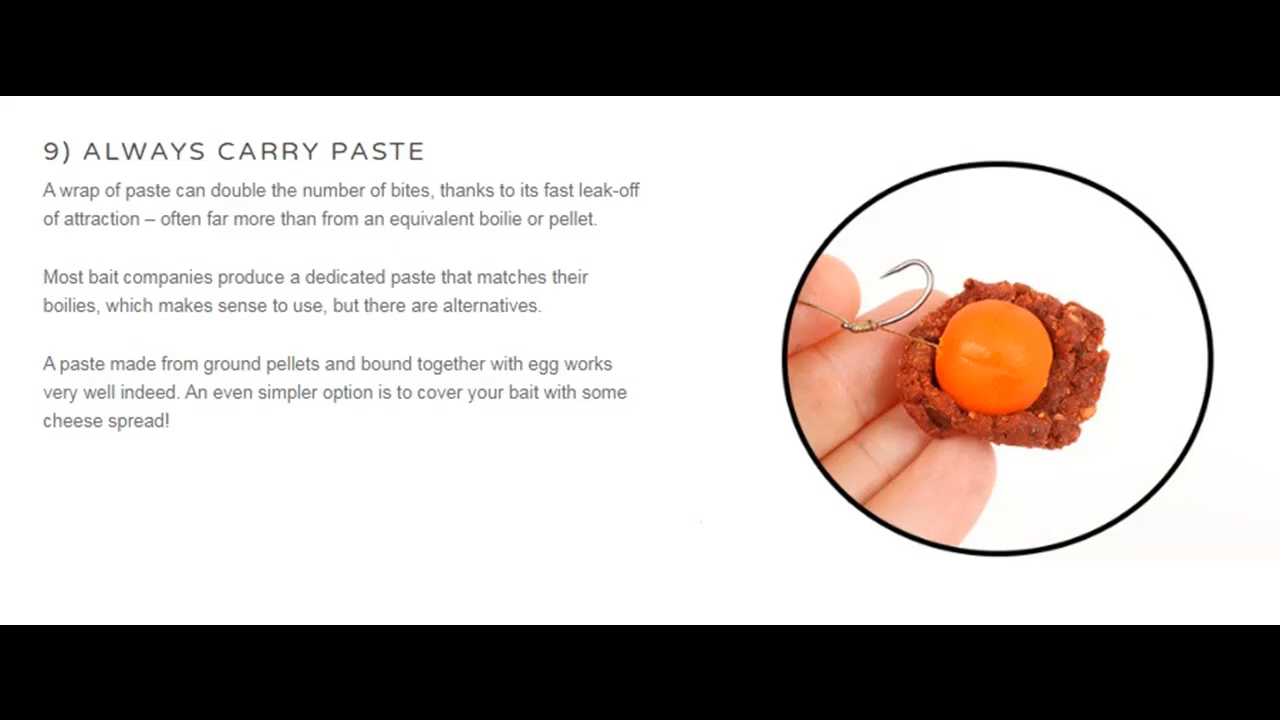 9) ALWAYS CARRY PASTE
A wrap of paste can double the number of bites, thanks to its fast leak-off
of attraction – often far more than from an equivalent boilie or pellet.
Most bait companies produce a dedicated paste that matches their
boilies, which makes sense to use, but there are alternatives.
A paste made from ground pellets and bound together with egg works
very well indeed. An even simpler option is to cover your bait with some
cheese spread!